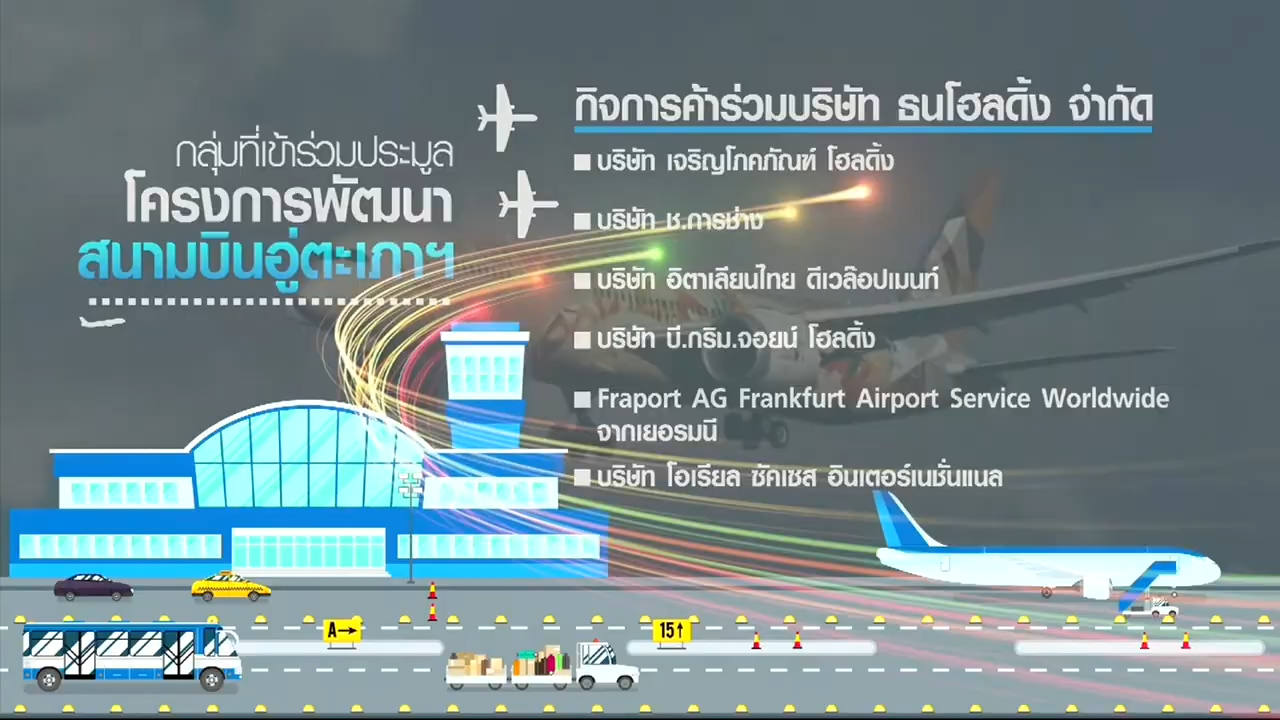 กลุ่มที่เข้าร่วมประมูล
โครงการพัฒนา
สนามบินอู่ตะเภาฯ
กิจการค้าร่วมบริษัท ธนโฮลดิ้ง จำกัด
บริษัท เจริญโภคภัณฑ์ โฮลดิ้ง
บริษัท ช.การช่าง
บริษัท อิตาเลียนไทย ดีเวล๊อปเมนท์
บริษัท บี.กริม.จอยน์ โฮลดิ้ง
Fraport AG Frankfurt Airport Service Worldwide
จากเยอรมนี
บริษัท โอเรียล ซัคเซส อินเตอร์เนชั่นแนล
A→
15↑